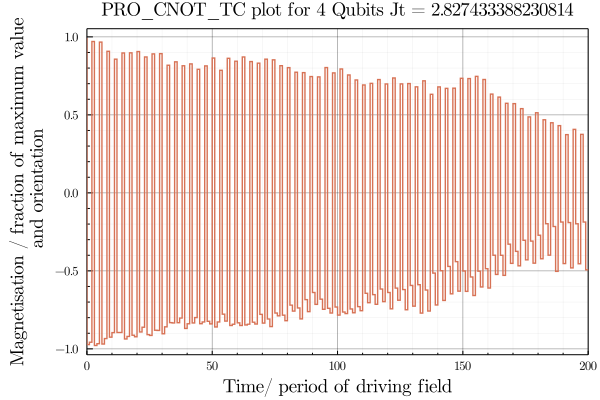 PRO_CNOT_TC plot for 4 Qubits Jt = 2.827433388230814
Magnetisation / fraction of maximum value
and orientation
1.0
0.5
0.0
−0.5
−1.0
0 50 100 150 200
Time/ period of driving field